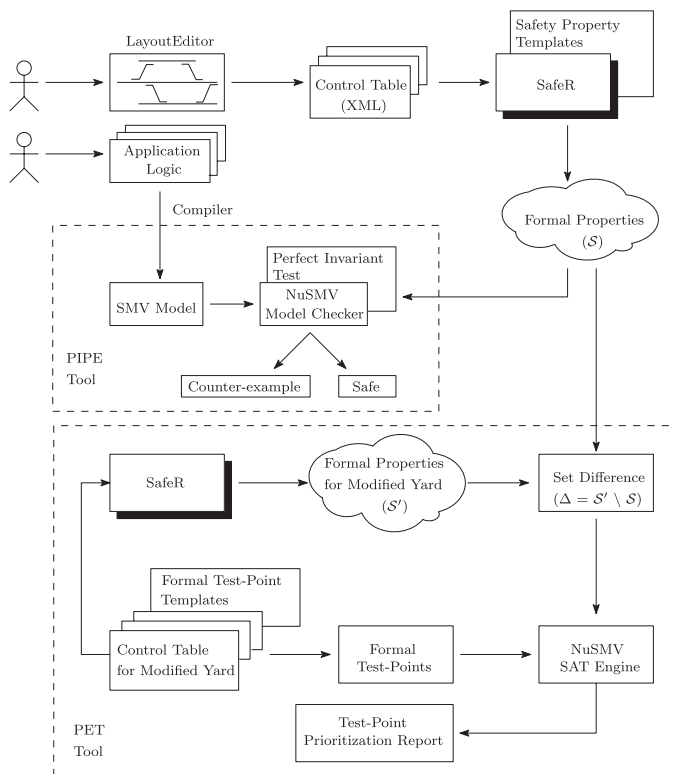 LayoutEditor
Safety Property
Templates
Control Table
(XML)
SafeR
Application
Logic
Compiler
Formal Properties
(𝒮)
Perfect Invariant
Test
SMV Model
NuSMV
Model Checker
PIPE
Tool
Counter-example
Safe
SafeR
Formal Properties
for Modified Yard
(𝒮′)
Set Difference
(Δ = 𝒮′ \ 𝒮)
Formal Test-Point
Templates
Control Table
for Modified Yard
Formal
Test-Points
NuSMV
SAT Engine
PET
Tool
Test-Point
Prioritization Report